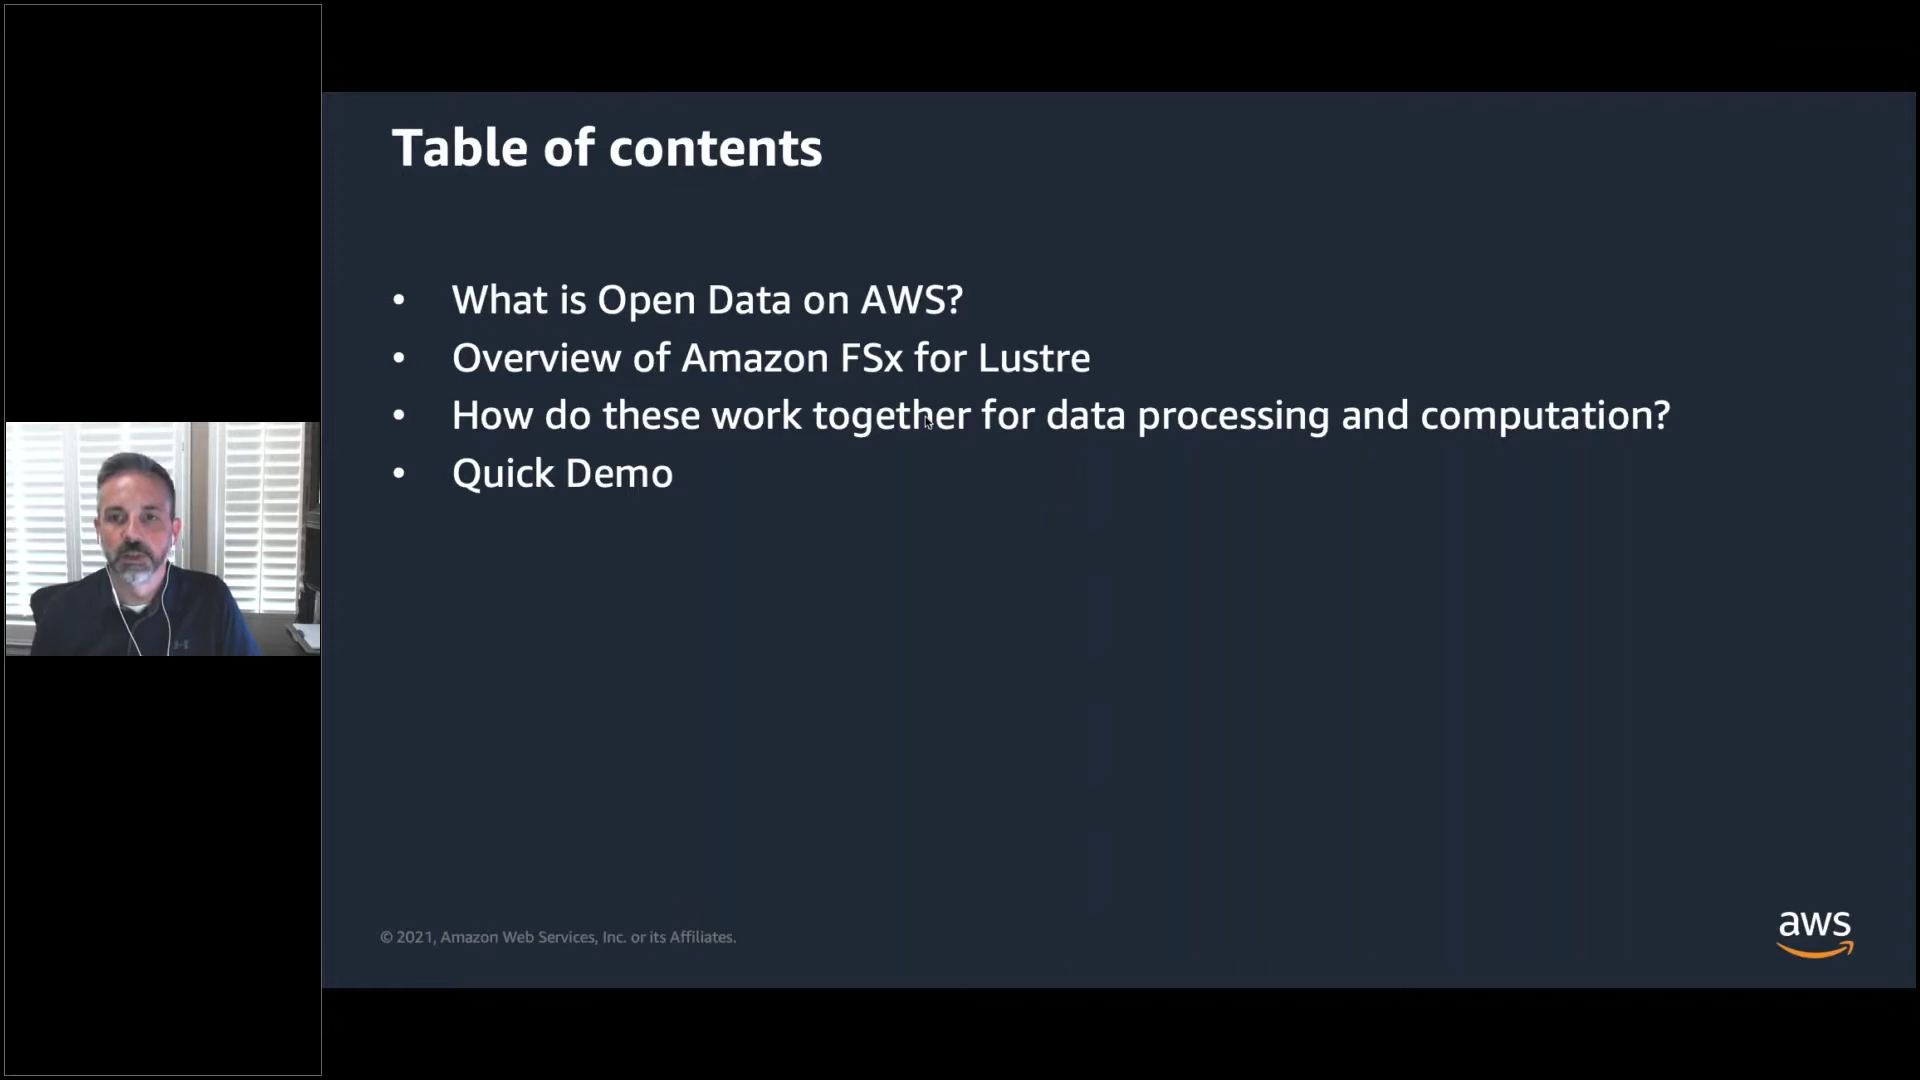 Table of contents
• What is Open Data on AWS?
• Overview of Amazon FSx for Lustre
• How do these work together for data processing and computation?
• Quick Demo
© 2021, Amazon Web Services, Inc. or its Affiliates.
aws